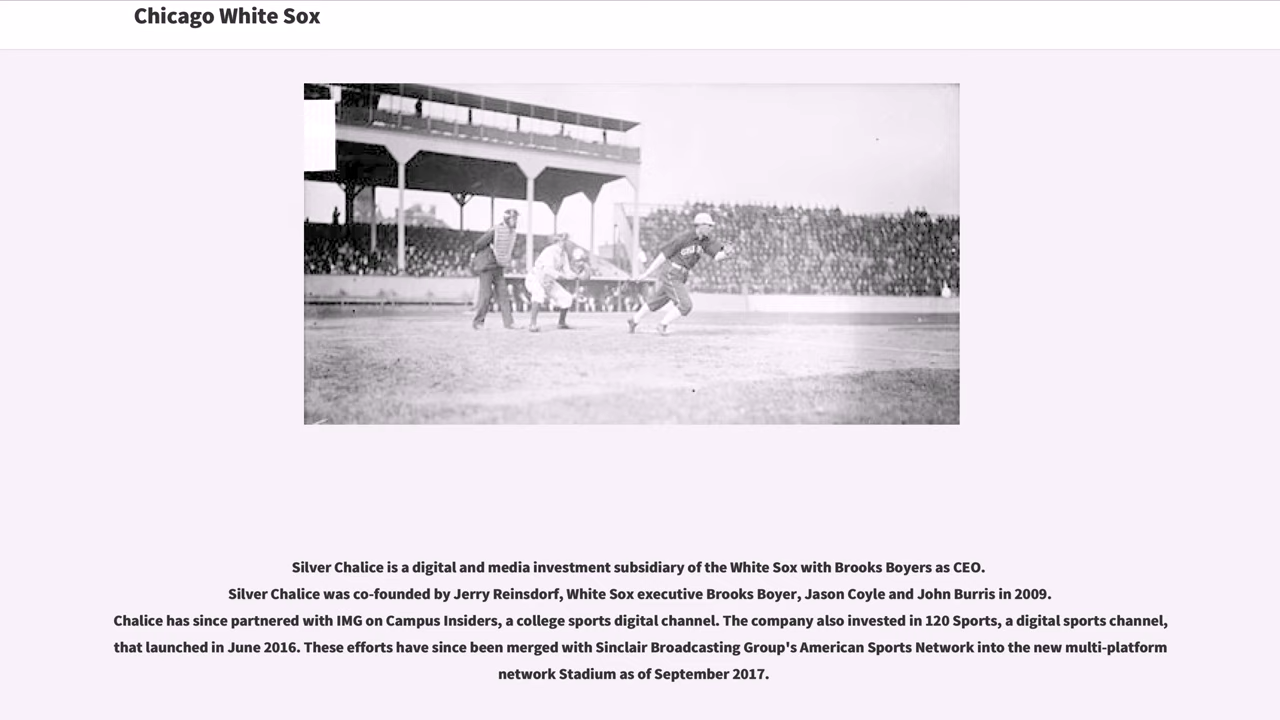 Chicago White Sox
Silver Chalice is a digital and media investment subsidiary of the White Sox with Brooks Boyers as CEO.
Silver Chalice was co-founded by Jerry Reinsdorf, White Sox executive Brooks Boyer, Jason Coyle and John Burris in 2009.
Chalice has since partnered with IMG on Campus Insiders, a college sports digital channel. The company also invested in 120 Sports, a digital sports channel,
that launched in June 2016. These efforts have since been merged with Sinclair Broadcasting Group's American Sports Network into the new multi-platform
network Stadium as of September 2017.